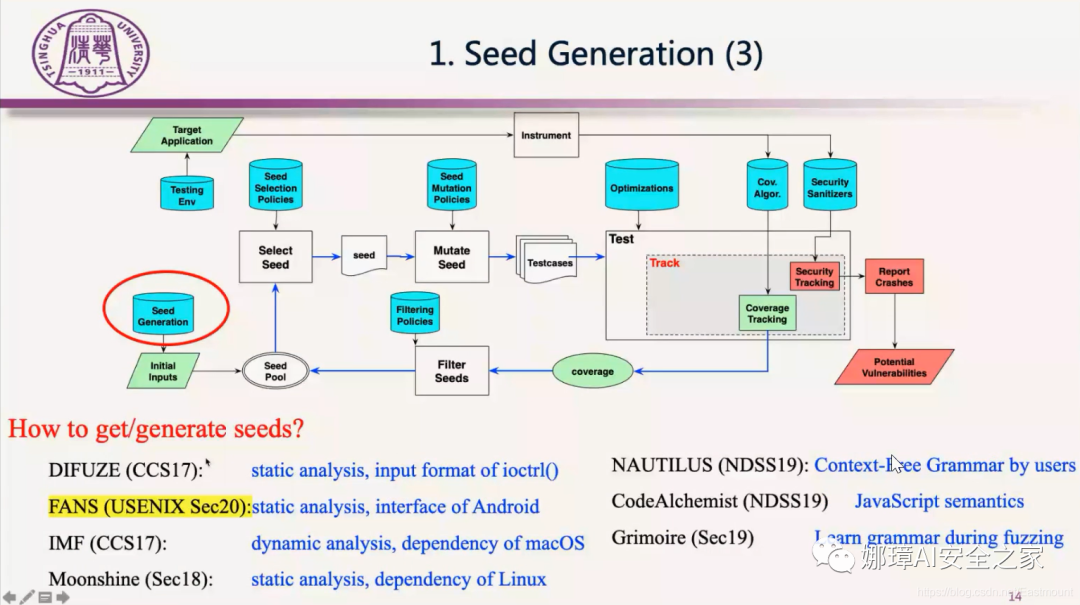 TSINGHUA UNIVERSITY
清華
-1911-
1. Seed Generation (3)
Target
Application
Instrument
Testing
Env
Seed
Selection
Policies
Seed
Mutation
Policies
Optimizations
Cov.
Algor.
Security
Sanitizers
Select
Seed
seed
Mutate
Seed
Testcases
Test
Track
Security
Tracking
Report
Crashes
Coverage
Tracking
Seed
Generation
Filtering
Policies
Initial
Inputs
Seed
Pool
Filter
Seeds
coverage
Potential
Vulnerabilities
How to get/generate seeds?
DIFUZE (CCS17): static analysis, input format of ioctrl()
FANS (USENIX Sec20): static analysis, interface of Android
IMF (CCS17): dynamic analysis, dependency of macOS
Moonshine (Sec18): static analysis, dependency of Linux
NAUTILUS (NDSS19): Context-Free Grammar by users
CodeAlchemist (NDSS19) JavaScript semantics
Grimoire (Sec19) Learn grammar during fuzzing
娜璋AI安全之家
https://blog.csdn.net/Eastmount
14